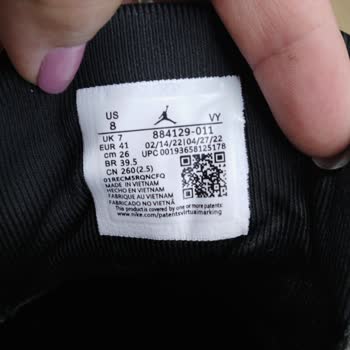 US
8
VY
UK 7
EUR 41
CM 26
BR 39.5
CN 260(2.5)
884129-011
02/14/22|04/27/22
UPC 00193658125178
01RECM5RQNCFQ
MADE IN VIETNAM
HECHO EN VIETNAM
FABRIQUE AU VIETNAM
FABRICADO NO VIETNÃ
This product is covered by one or more patents:
www.nike.com/patentsvirtualmarking